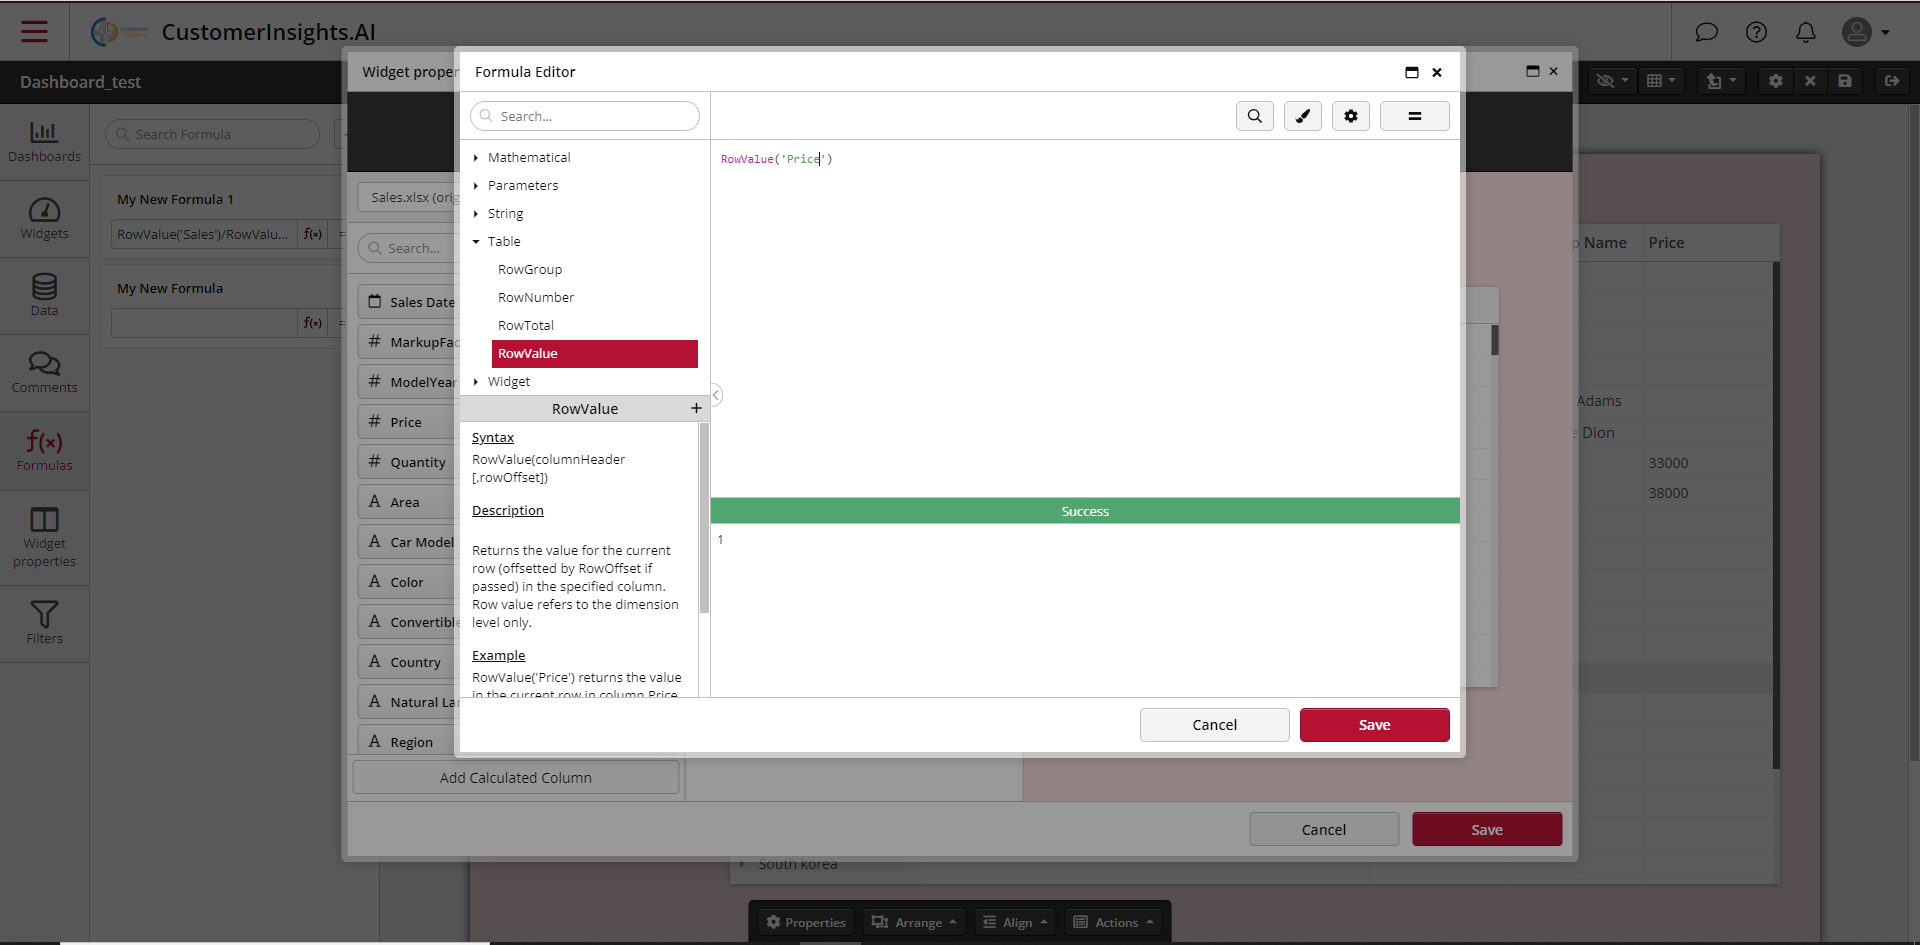 CustomerInsights.AI
Dashboard_test
Dashboards
Widgets
Data
Comments
Formulas
Widget
properties
Filters
Search Formula
My New Formula 1
RowValue('Sales')/RowValu...
f(x)
=
My New Formula
f(x)
=
Widget proper
Sales.xlsx (orig
Search...
Sales Date
# MarkupFac
# ModelYear
# Price
# Quantity
A Area
A Car Model
A Color
A Convertible
A Country
A Natural La
A Region
Add Calculated Column
Cancel
Save
Formula Editor
Search...
Mathematical
Parameters
String
Table
RowGroup
RowNumber
RowTotal
RowValue
Widget
RowValue +
Syntax
RowValue(columnHeader
[,rowOffset])
Description
Returns the value for the current
row (offsetted by RowOffset if
passed) in the specified column.
Row value refers to the dimension
level only.
Example
RowValue('Price') returns the value
in the current row in column Price
=
RowValue('Price')
Success
1
Cancel
Save
p Name
Price
Adams
e Dion
33000
38000
South korea
Properties
Arrange
Align
Actions